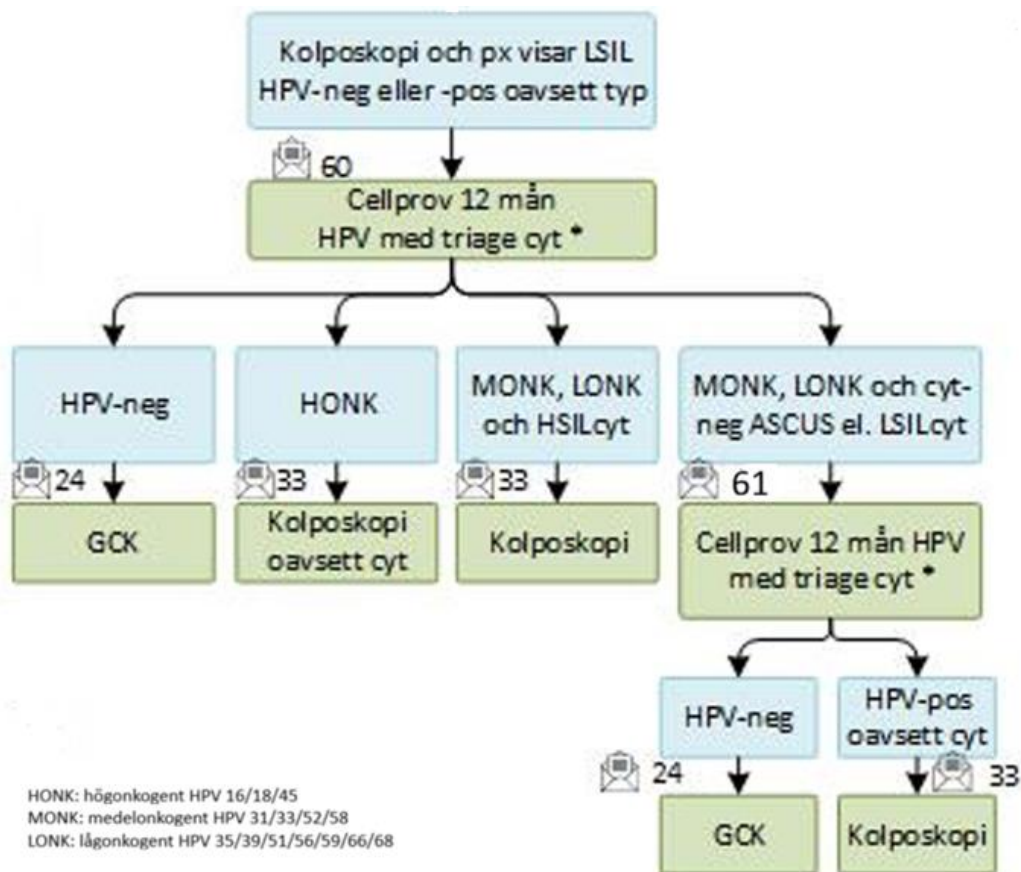 Kolposkopi och px visar LSIL
HPV-neg eller -pos oavsett typ
60
Cellprov 12 mån
HPV med triage cyt *
HPV-neg
HONK
MONK, LONK
och HSILcyt
MONK, LONK och cyt-
neg ASCUS el. LSILcyt
24
33
33
61
GCK
Kolposkopi
oavsett cyt
Kolposkopi
Cellprov 12 mån HPV
med triage cyt *
HPV-neg
HPV-pos
oavsett cyt
24
33
GCK
Kolposkopi
HONK: högonkogent HPV 16/18/45
MONK: medelonkogent HPV 31/33/52/58
LONK: lågonkogent HPV 35/39/51/56/59/66/68